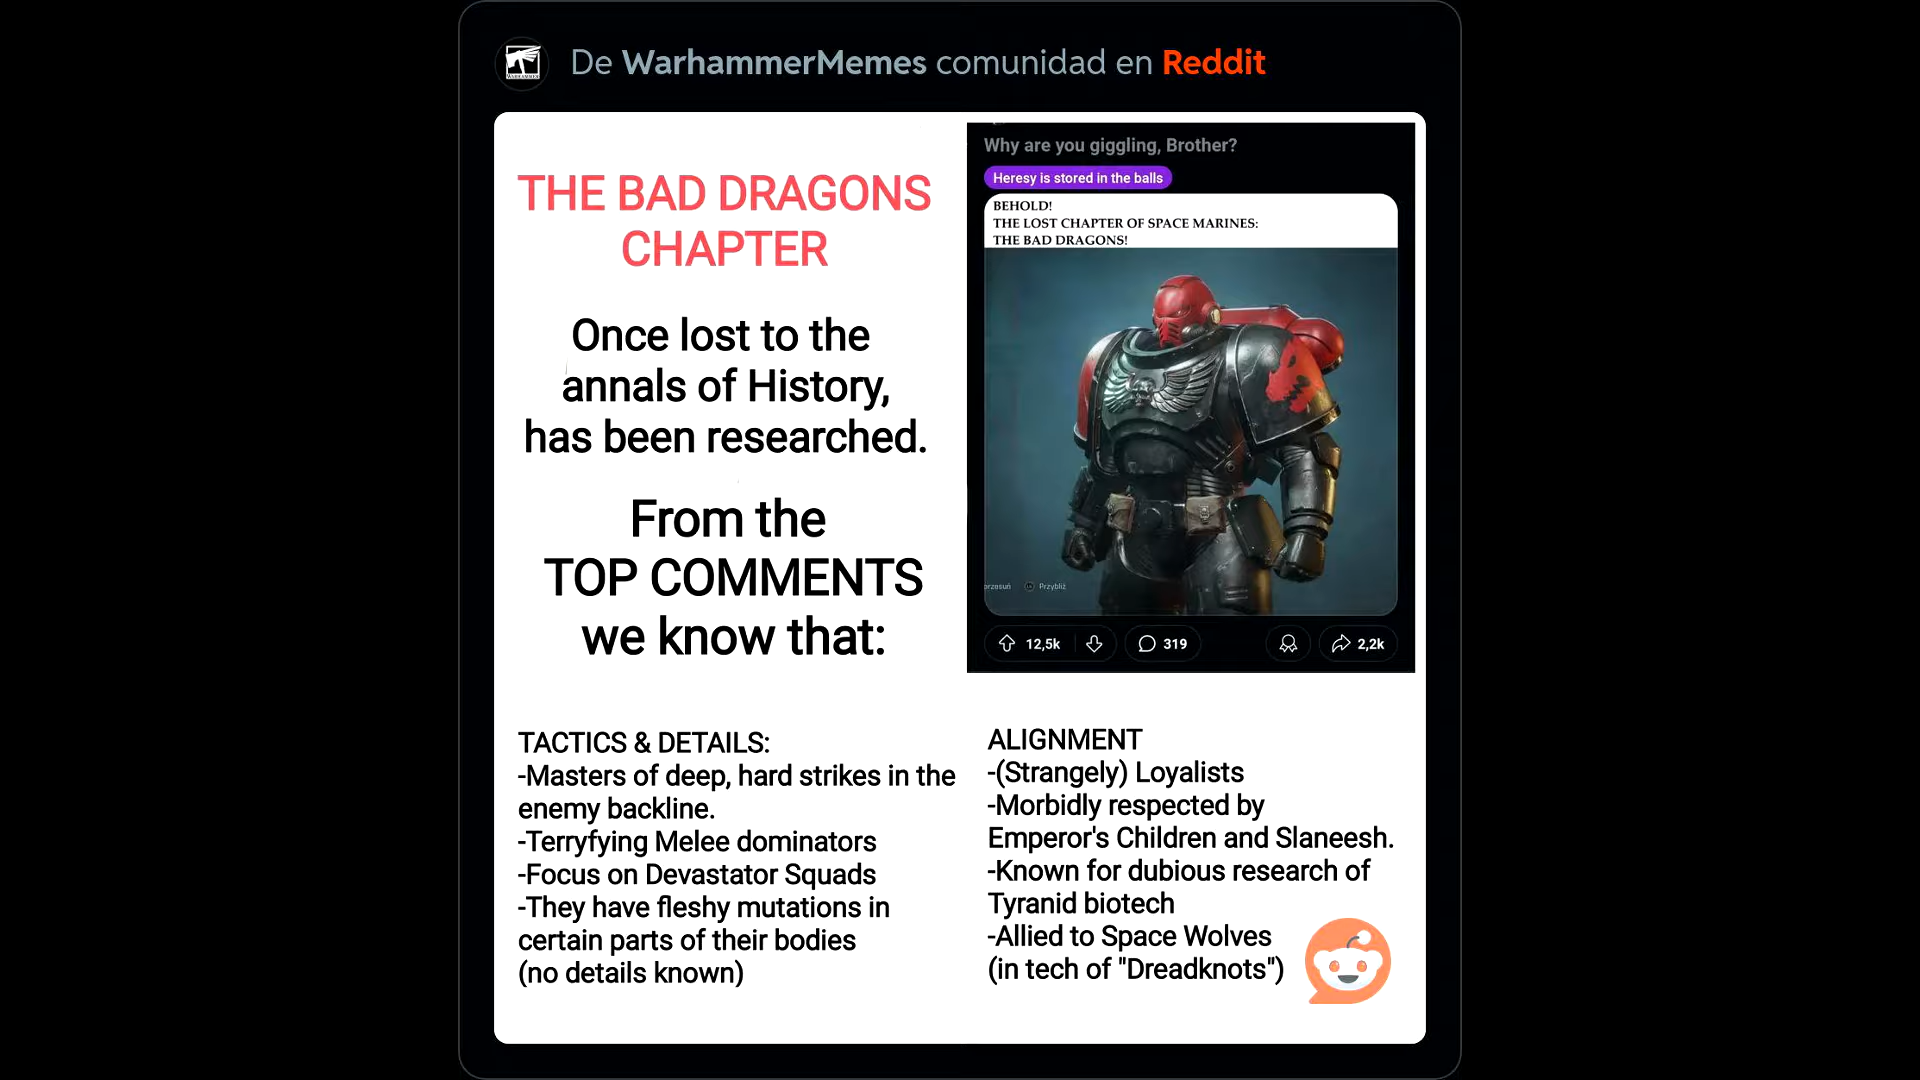 De WarhammerMemes comunidad en Reddit
THE BAD DRAGONS
CHAPTER
Once lost to the
annals of History,
has been researched.
From the
TOP COMMENTS
we know that:
Why are you giggling, Brother?
Heresy is stored in the balls
BEHOLD!
THE LOST CHAPTER OF SPACE MARINES:
THE BAD DRAGONS!
Przybliż
12,5k 319 2,2k
TACTICS & DETAILS:
-Masters of deep, hard strikes in the
enemy backline.
-Terryfying Melee dominators
-Focus on Devastator Squads
-They have fleshy mutations in
certain parts of their bodies
(no details known)
ALIGNMENT
-(Strangely) Loyalists
-Morbidly respected by
Emperor's Children and Slaneesh.
-Known for dubious research of
Tyranid biotech
-Allied to Space Wolves
(in tech of "Dreadknots")